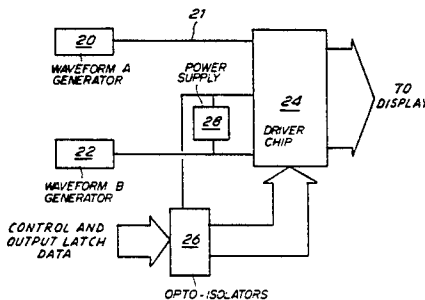 21
20
WAVEFORM A
GENERATOR
POWER
SUPPLY
28
24
DRIVER
CHIP
TO
DISPLAY
22
WAVEFORM B
GENERATOR
CONTROL AND
OUTPUT LATCH
DATA
26
OPTO-ISOLATORS